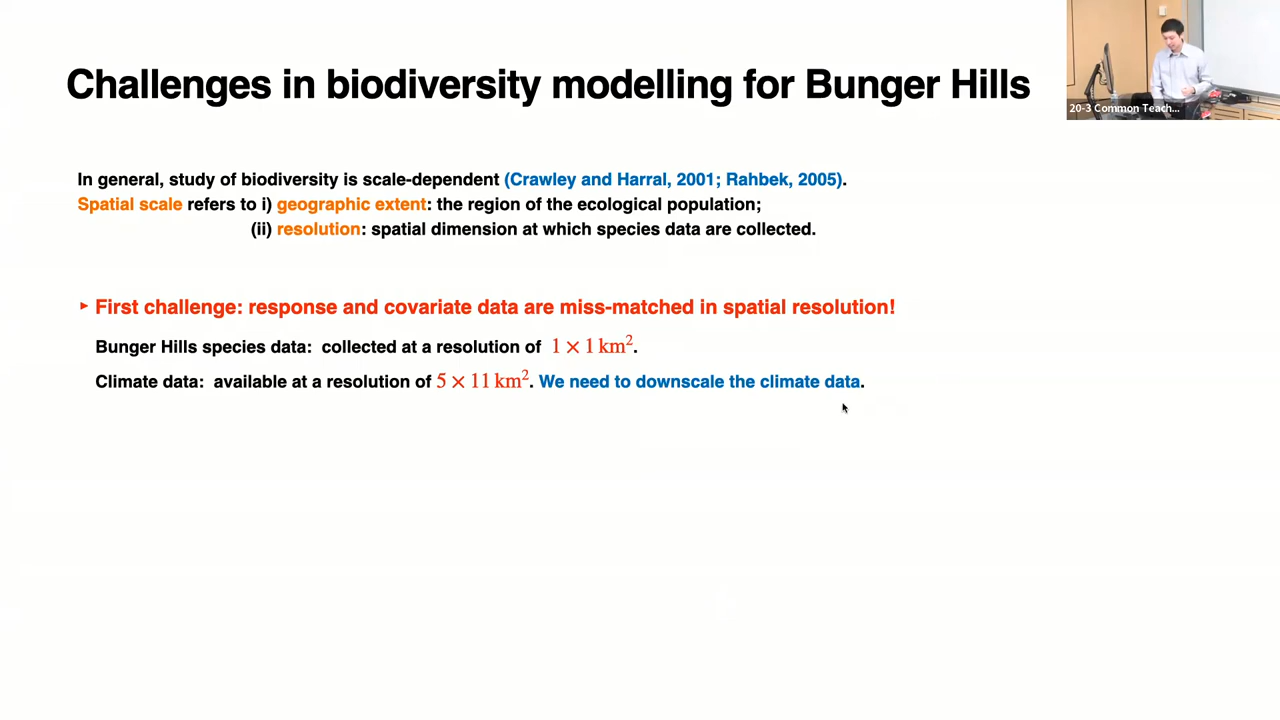 Challenges in biodiversity modelling for Bunger Hills
20-3 Common Teach...
In general, study of biodiversity is scale-dependent (Crawley and Harral, 2001; Rahbek, 2005).
Spatial scale refers to i) geographic extent: the region of the ecological population;
(ii) resolution: spatial dimension at which species data are collected.
▸ First challenge: response and covariate data are miss-matched in spatial resolution!
Bunger Hills species data: collected at a resolution of 1 × 1 km².
Climate data: available at a resolution of 5 × 11 km². We need to downscale the climate data.